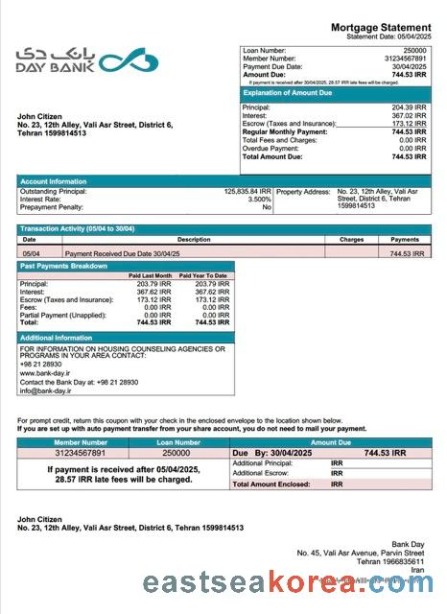 Mortgage Statement
Statement Date: 05/04/2025
بانک دی
DAY BANK
Loan Number: 250000
Member Number: 31234567891
Payment Due Date: 30/04/2025
Amount Due: 744.53 IRR
If payment is received after 30/04/2025, 28.57 IRR late fees will be charged.
Explanation of Amount Due
Principal: 204.39 IRR
Interest: 367.02 IRR
Escrow (Taxes and Insurance): 173.12 IRR
Regular Monthly Payment: 744.53 IRR
Total Fees and Charges: 0.00 IRR
Overdue Payment: 0.00 IRR
Total Amount Due: 744.53 IRR
John Citizen
No. 23, 12th Alley, Vali Asr Street, District 6,
Tehran 1599814513
Account Information
Outstanding Principal: 125,835.84 IRR
Interest Rate: 3.500%
Prepayment Penalty: No
Property Address: No. 23, 12th Alley, Vali Asr
Street, District 6, Tehran
1599814513
Transaction Activity (05/04 to 30/04)
Date Description Charges Payments
05/04 Payment Received Due Date 30/04/25 744.53 IRR
Past Payments Breakdown
Paid Last Month Paid Year To Date
Principal: 203.79 IRR 203.79 IRR
Interest: 367.62 IRR 367.62 IRR
Escrow (Taxes and Insurance): 173.12 IRR 173.12 IRR
Fees: 0.00 IRR 0.00 IRR
Partial Payment (Unapplied): 0.00 IRR 0.00 IRR
Total: 744.53 IRR 744.53 IRR
Additional Information
FOR INFORMATION ON HOUSING COUNSELING AGENCIES OR
PROGRAMS IN YOUR AREA CONTACT:
+98 21 28930
www.bank-day.ir
Contact the Bank Day at: +98 21 28930
info@bank-day.ir
For prompt credit, return this coupon with your check in the enclosed envelope to the location shown below.
If you are set up with auto payment transfer from your share account, you do not need to mail your payment.
Member Number Loan Number Amount Due
31234567891 250000 Due By: 30/04/2025 744.53 IRR
If payment is received after 05/04/2025,
28.57 IRR late fees will be charged.
Additional Principal: IRR
Additional Escrow: IRR
Total Amount Enclosed: IRR
John Citizen
No. 23, 12th Alley, Vali Asr Street, District 6, Tehran 1599814513
Bank Day
No. 45, Vali Asr Avenue, Parvin Street
Tehran 1966835611
Iran
eastseakorea.com